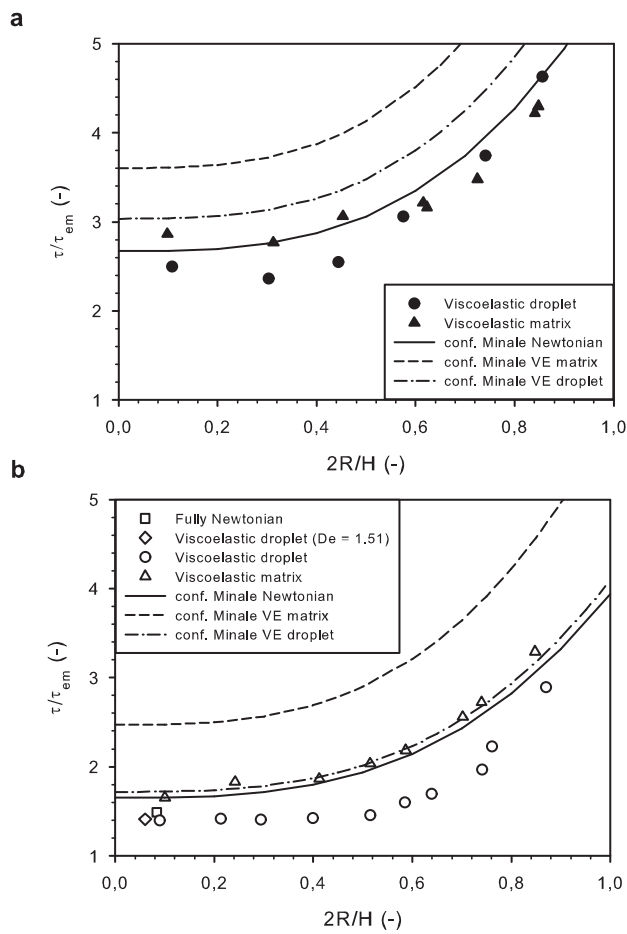 a
5
4
3
2
1
τ/τem (-)
0,0 0,2 0,4 0,6 0,8 1,0
2R/H (-)
Viscoelastic droplet
Viscoelastic matrix
conf. Minale Newtonian
conf. Minale VE matrix
conf. Minale VE droplet
b
5
4
3
2
1
τ/τem (-)
Fully Newtonian
Viscoelastic droplet (De = 1.51)
Viscoelastic droplet
Viscoelastic matrix
conf. Minale Newtonian
conf. Minale VE matrix
conf. Minale VE droplet
0,0 0,2 0,4 0,6 0,8 1,0
2R/H (-)